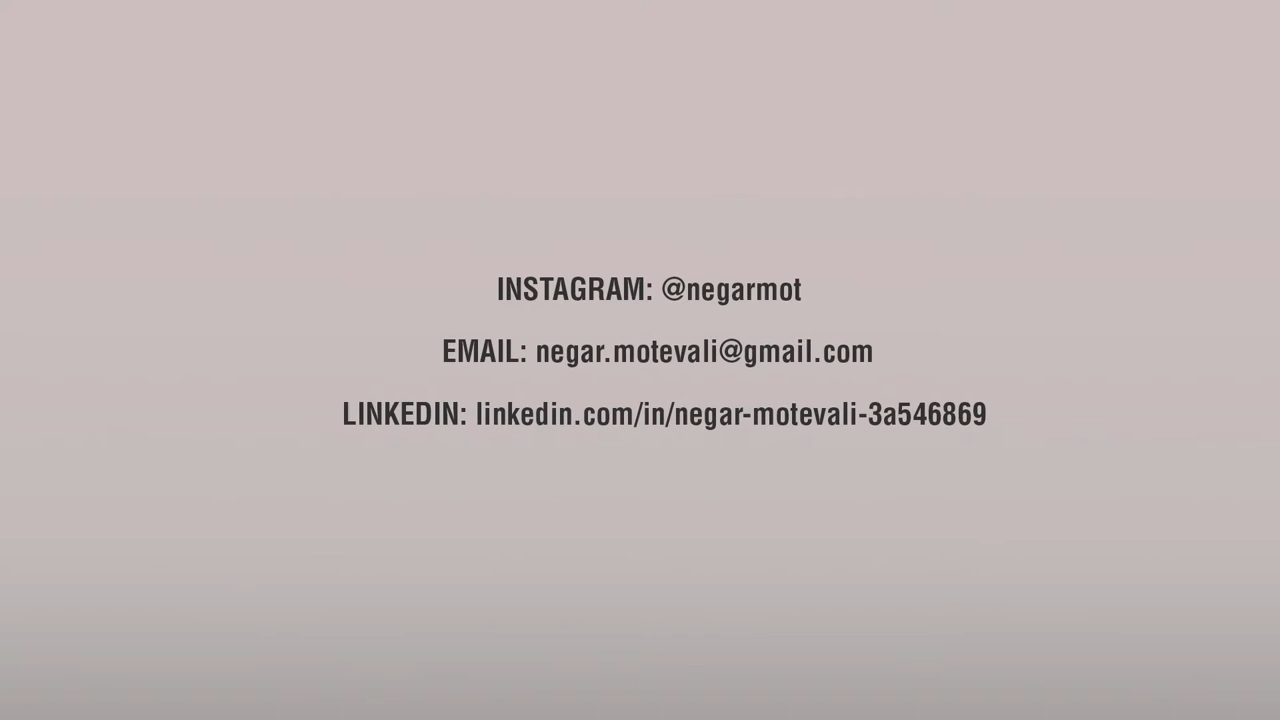 INSTAGRAM: @negarmot
EMAIL: negar.motevali@gmail.com
LINKEDIN: linkedin.com/in/negar-motevali-3a546869